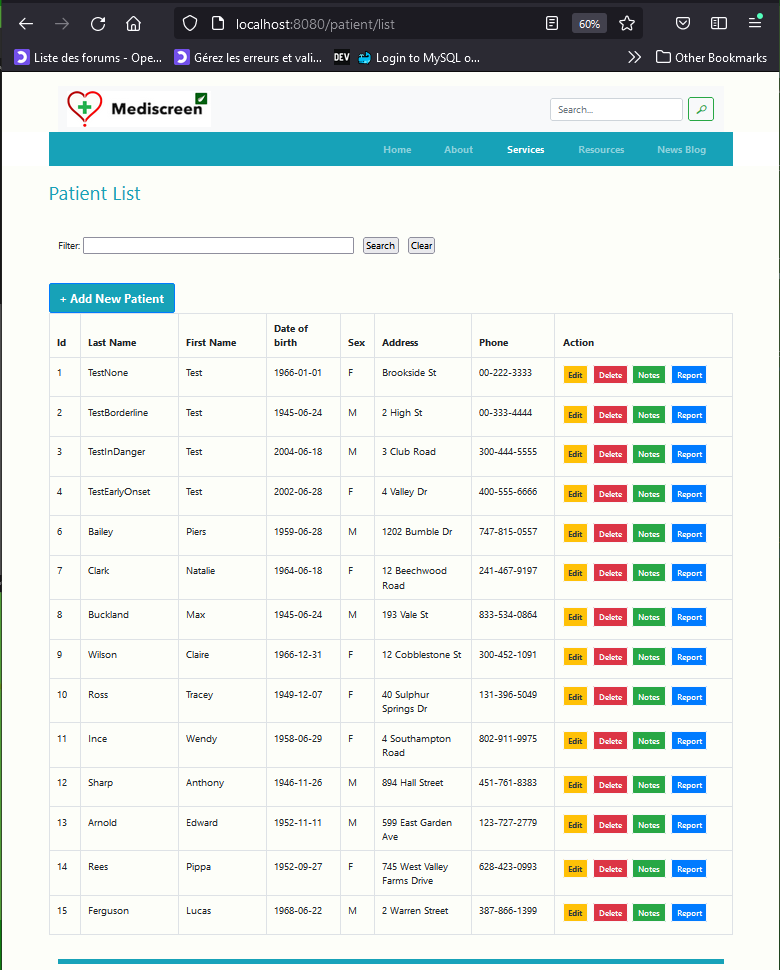 localhost:8080/patient/list
60%
Liste des forums - Ope...
Gérez les erreurs et vali...
DEV
Login to MySQL o...
Other Bookmarks
Mediscreen
Search...
Home About Services Resources News Blog
Patient List
Filter: Search Clear
+ Add New Patient
Id Last Name First Name Date of birth Sex Address Phone Action
1 TestNone Test 1966-01-01 F Brookside St 00-222-3333 Edit Delete Notes Report
2 TestBorderline Test 1945-06-24 M 2 High St 00-333-4444 Edit Delete Notes Report
3 TestInDanger Test 2004-06-18 M 3 Club Road 300-444-5555 Edit Delete Notes Report
4 TestEarlyOnset Test 2002-06-28 F 4 Valley Dr 400-555-6666 Edit Delete Notes Report
6 Bailey Piers 1959-06-28 M 1202 Bumble Dr 747-815-0557 Edit Delete Notes Report
7 Clark Natalie 1964-06-18 F 12 Beechwood Road 241-467-9197 Edit Delete Notes Report
8 Buckland Max 1945-06-24 M 193 Vale St 833-534-0864 Edit Delete Notes Report
9 Wilson Claire 1966-12-31 F 12 Cobblestone St 300-452-1091 Edit Delete Notes Report
10 Ross Tracey 1949-12-07 F 40 Sulphur Springs Dr 131-396-5049 Edit Delete Notes Report
11 Ince Wendy 1958-06-29 F 4 Southampton Road 802-911-9975 Edit Delete Notes Report
12 Sharp Anthony 1946-11-26 M 894 Hall Street 451-761-8383 Edit Delete Notes Report
13 Arnold Edward 1952-11-11 M 599 East Garden Ave 123-727-2779 Edit Delete Notes Report
14 Rees Pippa 1952-09-27 F 745 West Valley Farms Drive 628-423-0993 Edit Delete Notes Report
15 Ferguson Lucas 1968-06-22 M 2 Warren Street 387-866-1399 Edit Delete Notes Report